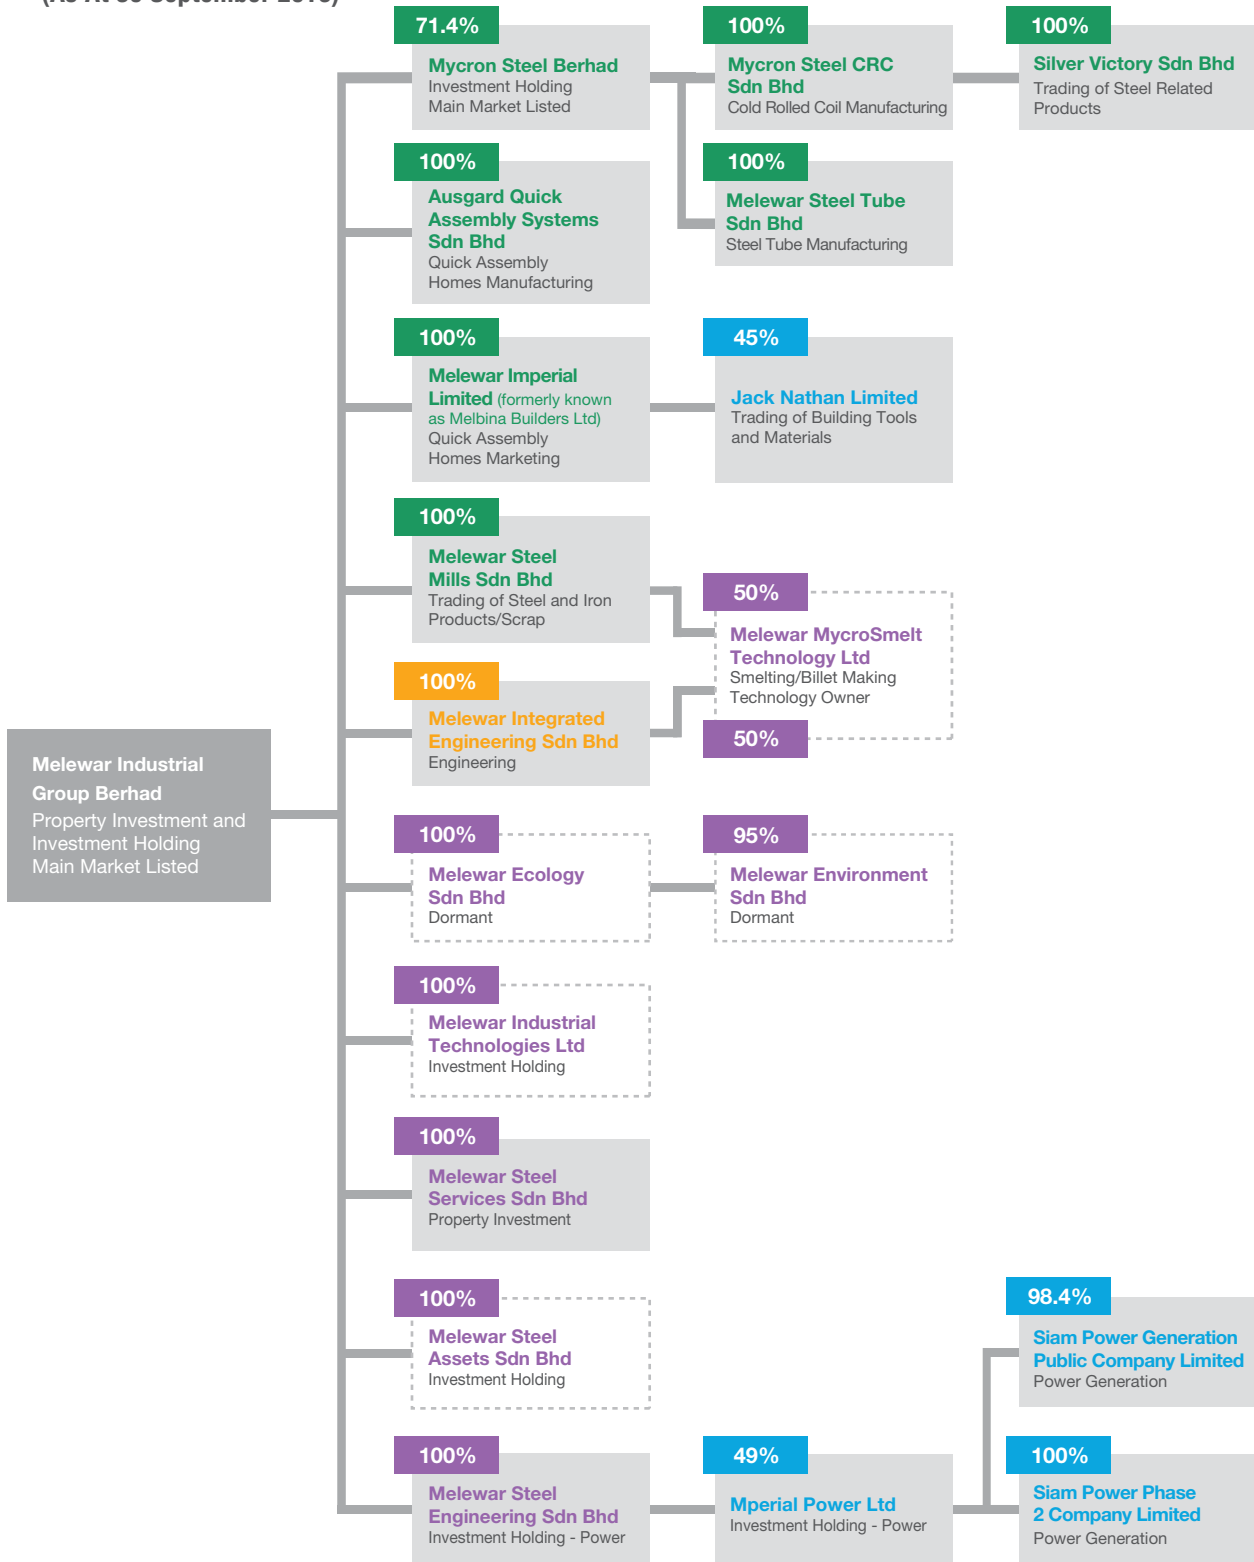 (As At September
71.4%
Mycron Steel Berhad
Investment Holding
Main Market Listed
100%
Mycron Steel CRC
Sdn Bhd
Cold Rolled Coil Manufacturing
100%
Silver Victory Sdn Bhd
Trading of Steel Related
Products
100%
Ausgard Quick
Assembly Systems
Sdn Bhd
Quick Assembly
Homes Manufacturing
100%
Melewar Steel Tube
Sdn Bhd
Steel Tube Manufacturing
100%
Melewar Imperial
Limited (formerly known
as Melbina Builders Ltd)
Quick Assembly
Homes Marketing
45%
Jack Nathan Limited
Trading of Building Tools
and Materials
100%
Melewar Steel
Mills Sdn Bhd
Trading of Steel and Iron
Products/Scrap
50%
Melewar MycroSmelt
Technology Ltd
Smelting/Billet Making
Technology Owner
50%
100%
Melewar Integrated
Engineering Sdn Bhd
Engineering
Melewar Industrial
Group Berhad
Property Investment and
Investment Holding
Main Market Listed
100%
Melewar Ecology
Sdn Bhd
Dormant
95%
Melewar Environment
Sdn Bhd
Dormant
100%
Melewar Industrial
Technologies Ltd
Investment Holding
100%
Melewar Steel
Services Sdn Bhd
Property Investment
100%
Melewar Steel
Assets Sdn Bhd
Investment Holding
98.4%
Siam Power Generation
Public Company Limited
Power Generation
100%
Melewar Steel
Engineering Sdn Bhd
Investment Holding - Power
49%
Mperial Power Ltd
Investment Holding - Power
100%
Siam Power Phase
2 Company Limited
Power Generation